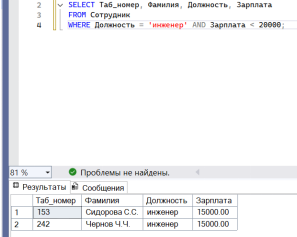 2 SELECT Таб_номер, Фамилия, Должность, Зарплата
3 FROM Сотрудник
4 WHERE Должность = 'инженер' AND Зарплата < 20000;
81 % Проблемы не найдены.
Результаты Сообщения
Таб_номер Фамилия Должность Зарплата
1 153 Сидорова С.С. инженер 15000.00
2 242 Чернов Ч.Ч. инженер 15000.00